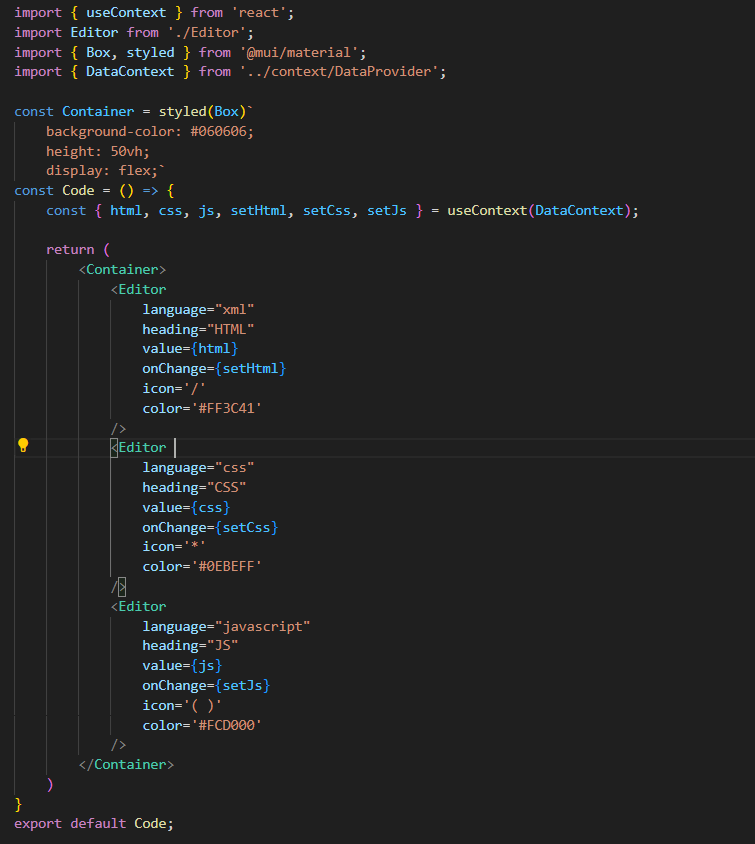 import { useContext } from 'react';
import Editor from './Editor';
import { Box, styled } from '@mui/material';
import { DataContext } from '../context/DataProvider';

const Container = styled(Box)`
    background-color: #060606;
    height: 50vh;
    display: flex;`
const Code = () => {
    const { html, css, js, setHtml, setCss, setJs } = useContext(DataContext);

    return (
        <Container>
            <Editor
                language="xml"
                heading="HTML"
                value={html}
                onChange={setHtml}
                icon='/'
                color='#FF3C41'
            />
            <Editor
                language="css"
                heading="CSS"
                value={css}
                onChange={setCss}
                icon='*'
                color='#0EBEFF'
            />
            <Editor
                language="javascript"
                heading="JS"
                value={js}
                onChange={setJs}
                icon='( )'
                color='#FCD000'
            />
        </Container>
    )
}
export default Code;